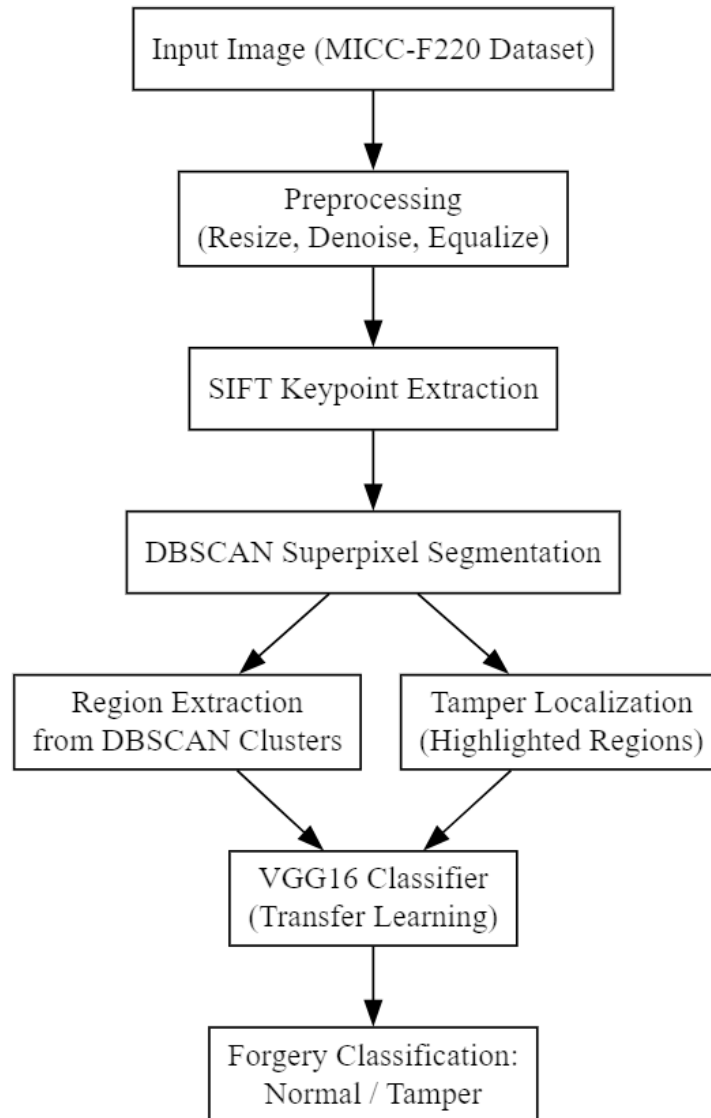 Input Image (MICC-F220 Dataset)
Preprocessing
(Resize, Denoise, Equalize)
SIFT Keypoint Extraction
DBSCAN Superpixel Segmentation
Region Extraction
from DBSCAN Clusters
Tamper Localization
(Highlighted Regions)
VGG16 Classifier
(Transfer Learning)
Forgery Classification:
Normal / Tamper